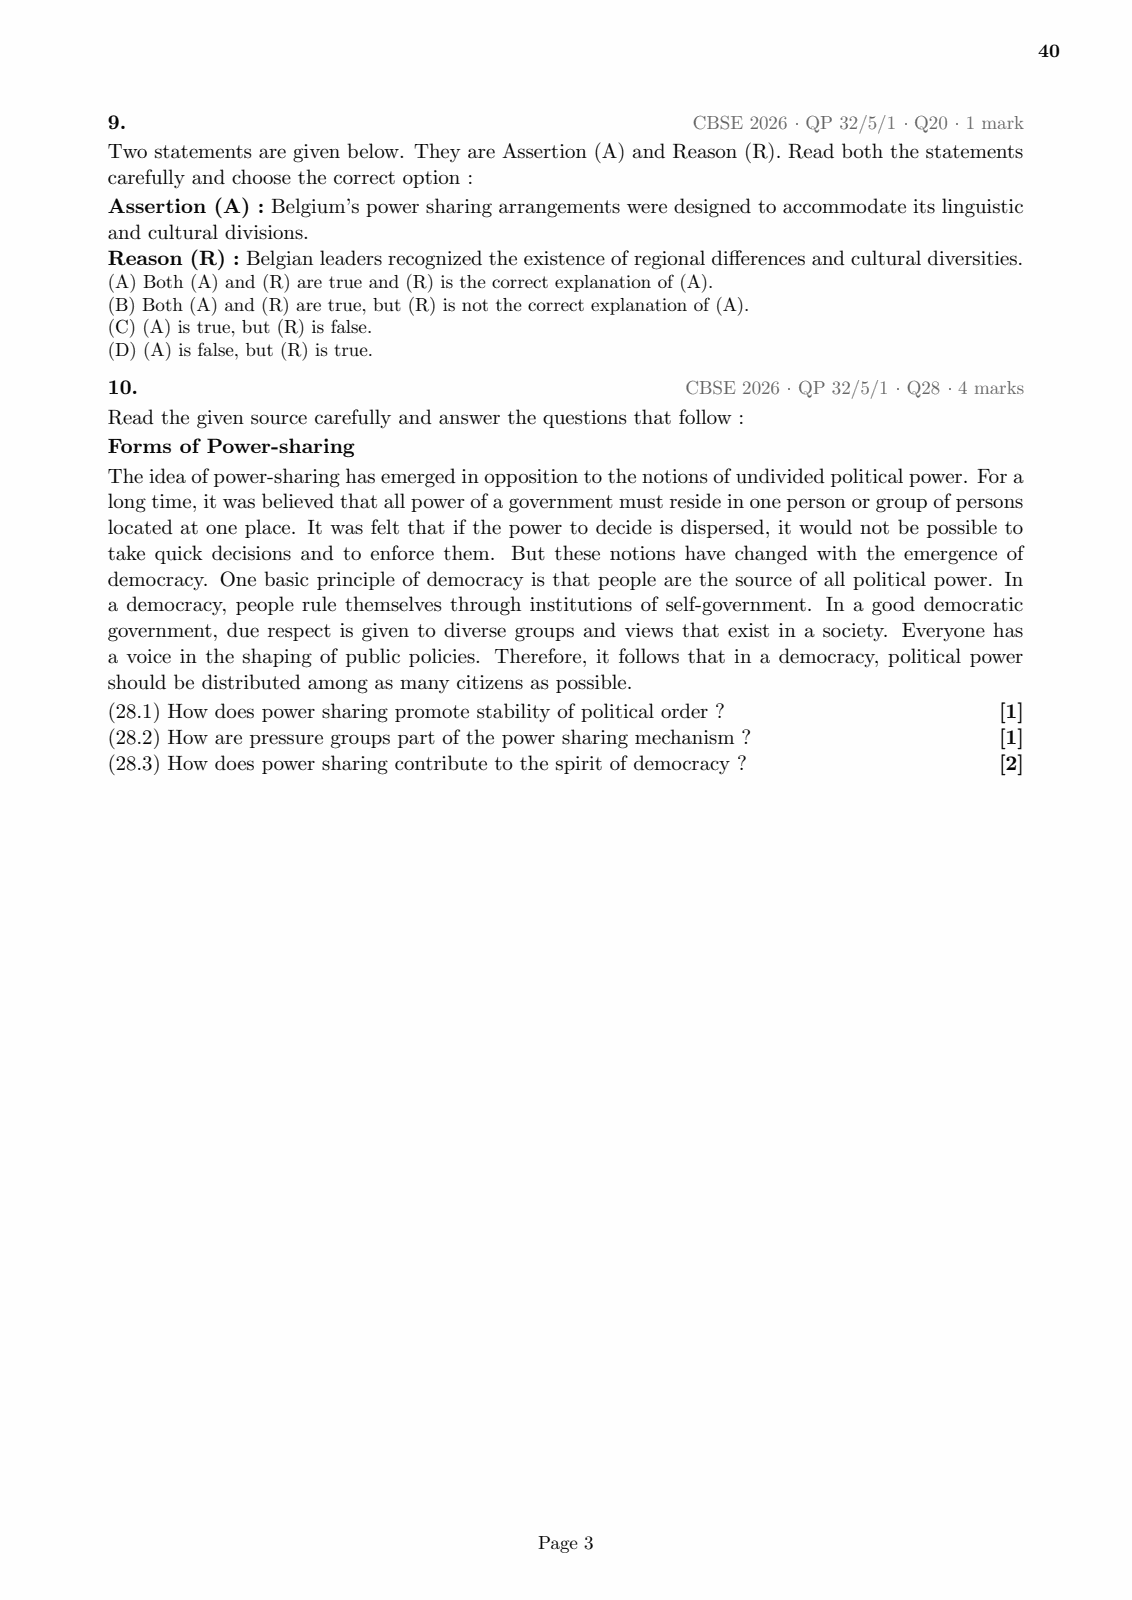 40
9. CBSE 2026 · QP 32/5/1 · Q20 · 1 mark
Two statements are given below. They are Assertion (A) and Reason (R). Read both the statements
carefully and choose the correct option :
Assertion (A) : Belgium's power sharing arrangements were designed to accommodate its linguistic
and cultural divisions.
Reason (R) : Belgian leaders recognized the existence of regional differences and cultural diversities.
(A) Both (A) and (R) are true and (R) is the correct explanation of (A).
(B) Both (A) and (R) are true, but (R) is not the correct explanation of (A).
(C) (A) is true, but (R) is false.
(D) (A) is false, but (R) is true.
10. CBSE 2026 · QP 32/5/1 · Q28 · 4 marks
Read the given source carefully and answer the questions that follow :
Forms of Power-sharing
The idea of power-sharing has emerged in opposition to the notions of undivided political power. For a
long time, it was believed that all power of a government must reside in one person or group of persons
located at one place. It was felt that if the power to decide is dispersed, it would not be possible to
take quick decisions and to enforce them. But these notions have changed with the emergence of
democracy. One basic principle of democracy is that people are the source of all political power. In
a democracy, people rule themselves through institutions of self-government. In a good democratic
government, due respect is given to diverse groups and views that exist in a society. Everyone has
a voice in the shaping of public policies. Therefore, it follows that in a democracy, political power
should be distributed among as many citizens as possible.
(28.1) How does power sharing promote stability of political order ? [1]
(28.2) How are pressure groups part of the power sharing mechanism ? [1]
(28.3) How does power sharing contribute to the spirit of democracy ? [2]
Page 3